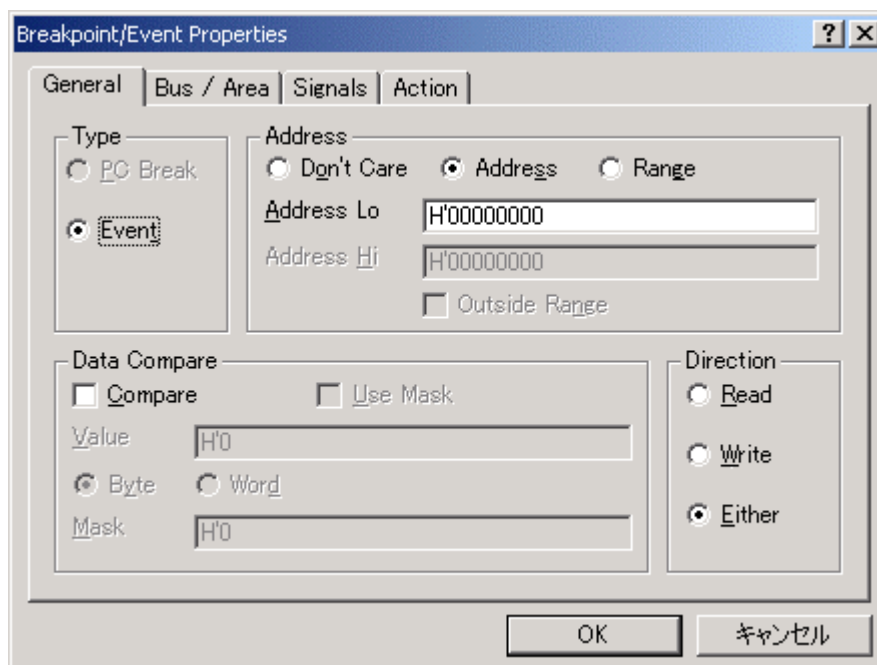 Breakpoint/Event Properties
General Bus / Area Signals Action
Type
PC Break
Event
Address
Don't Care Address Range
Address Lo H'00000000
Address Hi H'00000000
Outside Range
Data Compare
Compare Use Mask
Value H'0
Byte Word
Mask H'0
Direction
Read
Write
Either
OK キャンセル